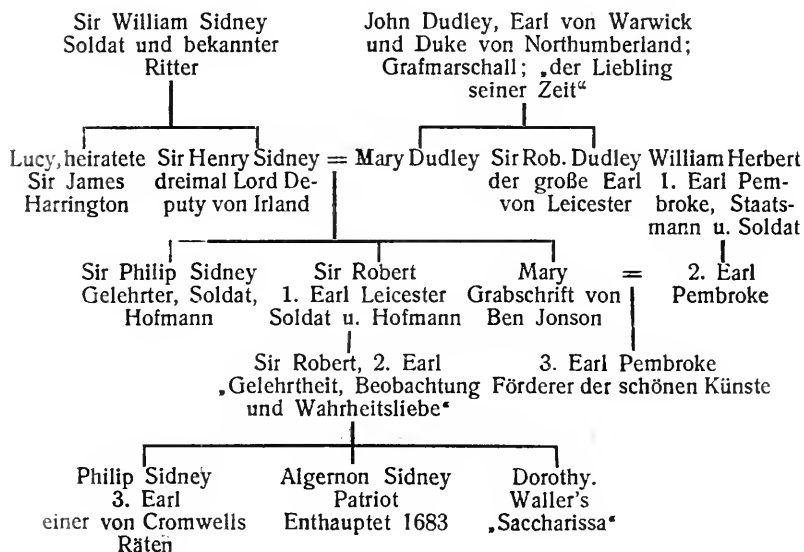 Sir William Sidney
Soldat und bekannter
Ritter
John Dudley, Earl von Warwick
und Duke von Northumberland;
Grafmarschall; „der Liebling
seiner Zeit“
Lucy, heiratete
Sir James
Harrington
Sir Henry Sidney
dreimal Lord De-
puty von Irland
=
Mary Dudley
Sir Rob. Dudley
der große Earl
von Leicester
William Herbert
1. Earl Pem-
broke, Staats-
mann u. Soldat
Sir Philip Sidney
Gelehrter, Soldat,
Hofmann
Sir Robert
1. Earl Leicester
Soldat u. Hofmann
Mary
Grabschrift von
Ben Jonson
=
2. Earl
Pembroke
Sir Robert, 2. Earl
„Gelehrtheit, Beobachtung
und Wahrheitsliebe“
3. Earl Pembroke
Förderer der schönen Künste
Philip Sidney
3. Earl
einer von Cromwells
Räten
Algernon Sidney
Patriot
Enthauptet 1683
Dorothy.
Waller's
„Saccharissa“